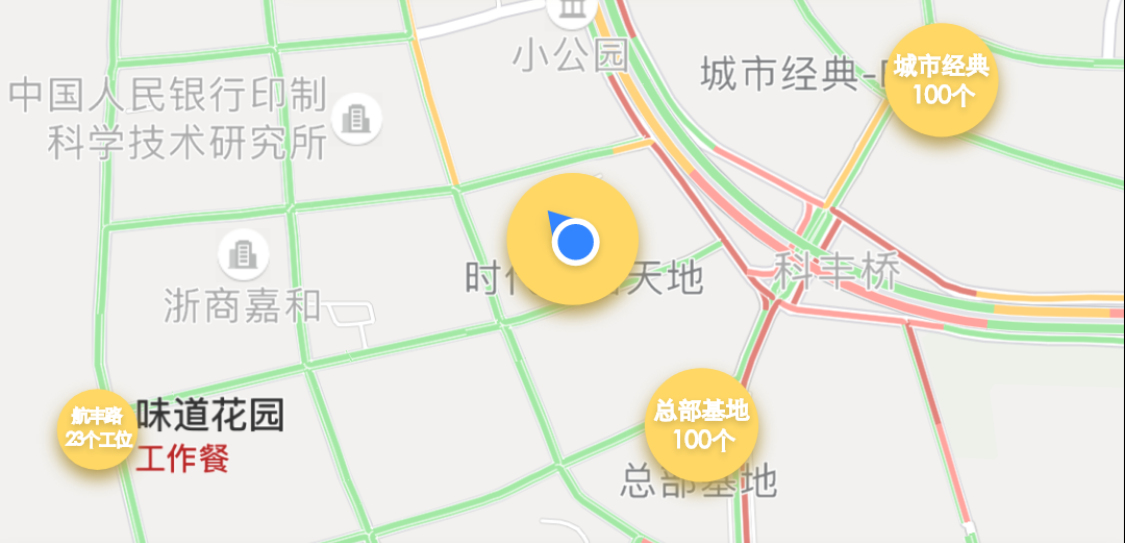 小公园
城市经典-
城市经典
100个
中国人民银行印制
科学技术研究所
时代
天地
科丰桥
浙商嘉和
航丰路
23个工位
味道花园
工作餐
总部基地
100个
总部基地